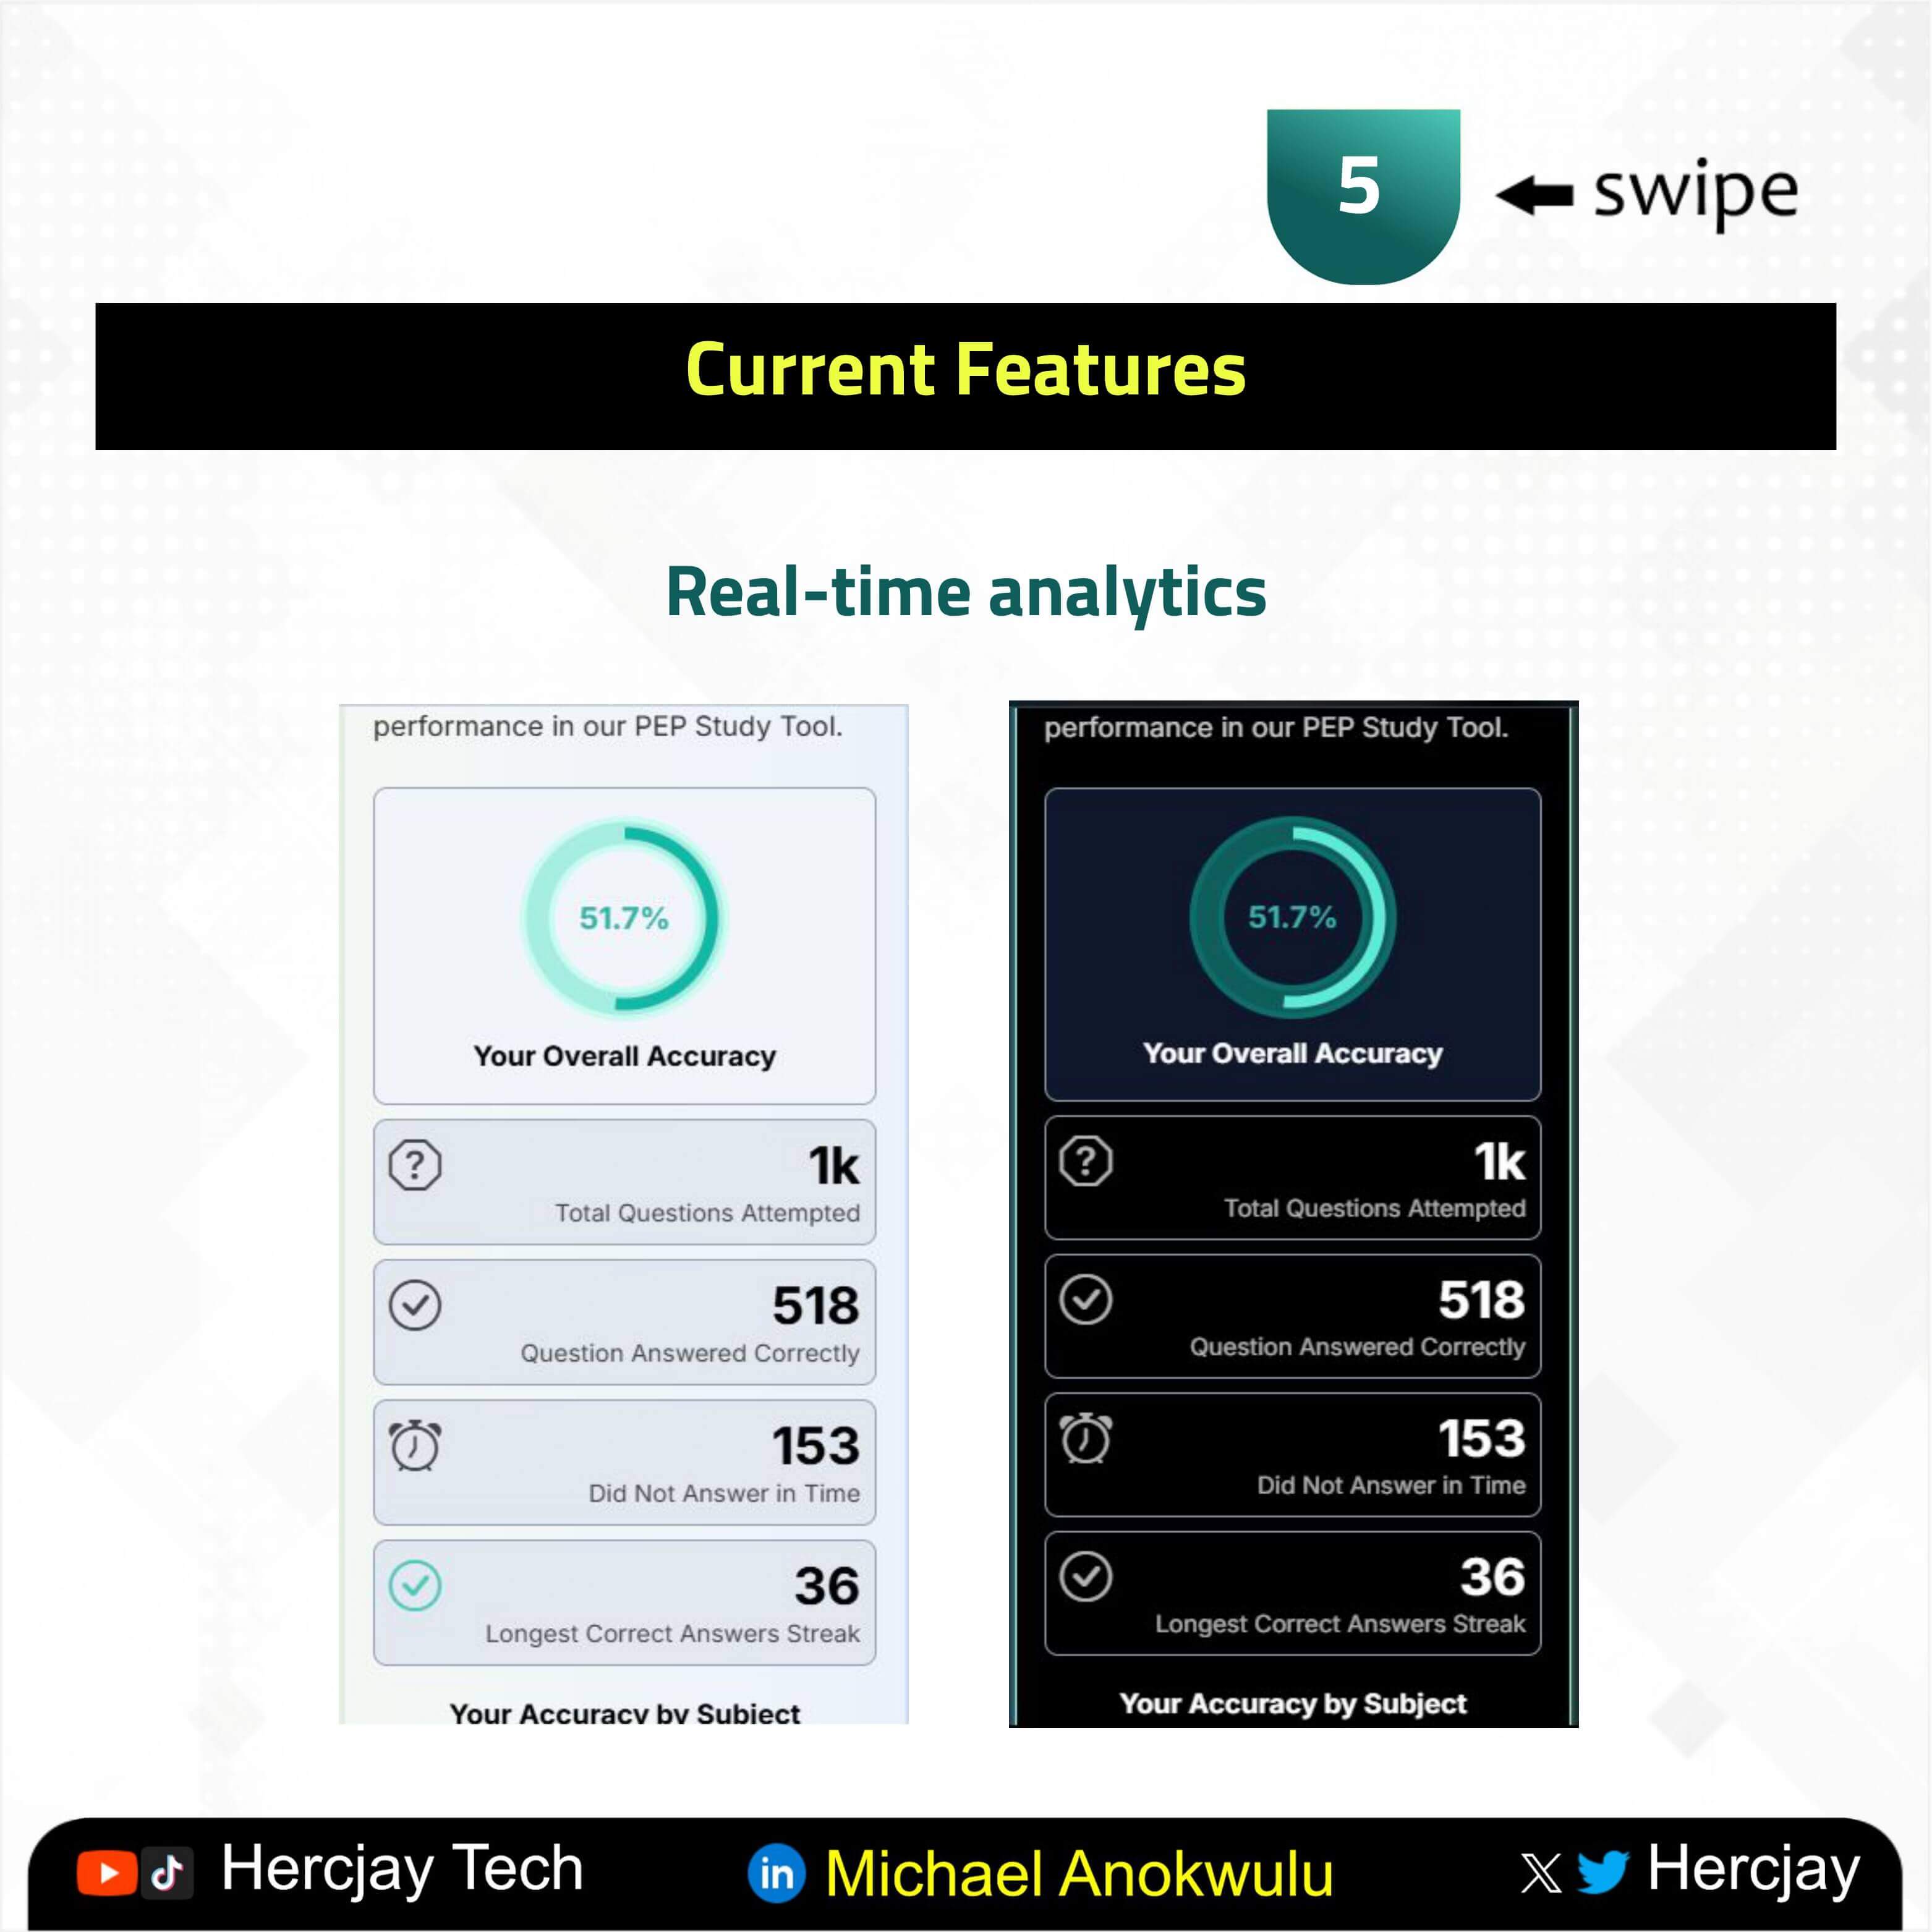 5
swipe
Current Features
Real-time analytics
performance in our PEP Study Tool.
51.7%
Your Overall Accuracy
?
1k
Total Questions Attempted
518
Question Answered Correctly
153
Did Not Answer in Time
36
Longest Correct Answers Streak
Your Accuracy by Subject
performance in our PEP Study Tool.
51.7%
Your Overall Accuracy
?
1k
Total Questions Attempted
518
Question Answered Correctly
153
Did Not Answer in Time
36
Longest Correct Answers Streak
Your Accuracy by Subject
Hercjay Tech
in Michael Anokwulu
X Hercjay